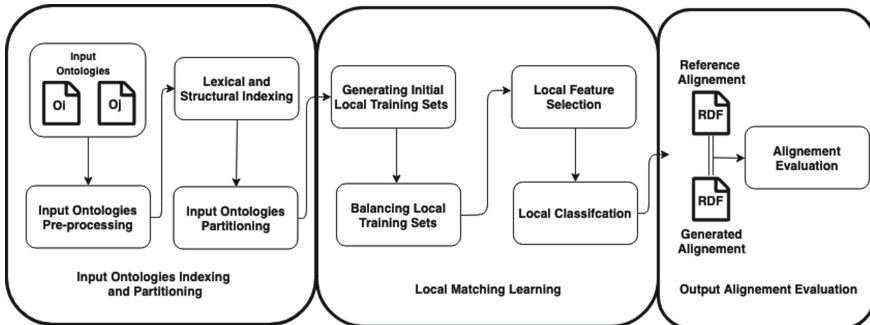 Input
Ontologies
Oi
Oj
Input Ontologies
Pre-processing
Lexical and
Structural Indexing
Input Ontologies
Partitioning
Input Ontologies Indexing
and Partitioning
Generating Initial
Local Training Sets
Balancing Local
Training Sets
Local Feature
Selection
Local Classifcation
Local Matching Learning
Reference
Alignement
RDF
RDF
Generated
Alignement
Alignement
Evaluation
Output Alignement Evaluation